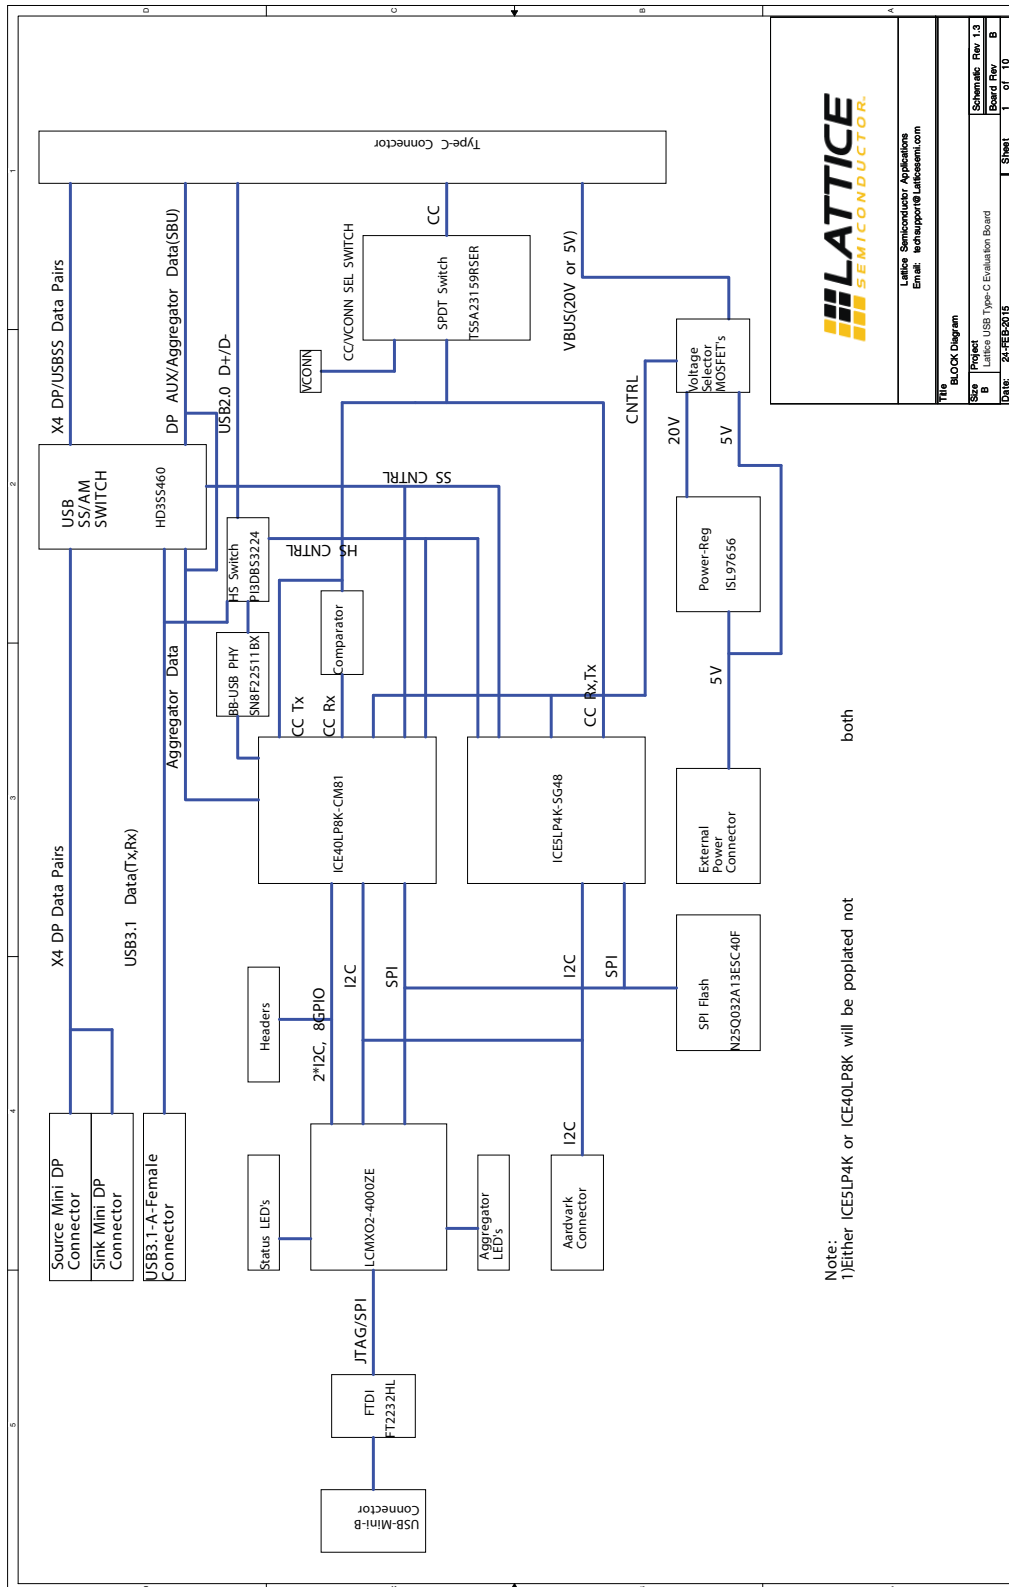 D
C
B
A
1
2
3
4
5
Type-C Connector
X4 DP/USBSS Data Pairs
DP AUX/Aggregator Data(SBU)
USB2.0 D+/D-
CC
VBUS(20V or 5V)
CC/VCONN SEL SWITCH
VCONN
SPDT Switch
TS5A23159RSER
USB
SS/AM
SWITCH
HD3SS460
HS Switch
PI3DBS3224
HS CNTRL
SS CNTRL
CNTRL
Voltage
Selector
MOSFET's
20V
5V
Power-Reg
ISL97656
5V
BB-USB PHY
SN8F22511BX
Comparator
Aggregator Data
CC Tx
CC Rx
CC Rx,Tx
ICE40LP8K-CM81
ICE5LP4K-SG48
External
Power
Connector
X4 DP Data Pairs
USB3.1 Data(Tx,Rx)
Headers
2*I2C, 8GPIO
I2C
SPI
I2C
SPI
SPI Flash
N25Q032A13ESC40F
Source Mini DP
Connector
Sink Mini DP
Connector
USB3.1-A-Female
Connector
Status LED's
LCMXO2-4000ZE
Aggregator
LED's
I2C
Aardvark
Connector
JTAG/SPI
FTDI
FT2232HL
USB-Mini-B
Connector
Note:
1)Either ICE5LP4K or ICE40LP8K will be poplated not both
LATTICE
SEMICONDUCTOR.
Lattice Semiconductor Applications
Email: techsupport@Latticesemi.com
Title
BLOCK Diagram
Size
B
Project
Lattice USB Type-C Evaluation Board
Schematic Rev 1.3
Board Rev B
Date: 24-FEB-2015
Sheet 1 of 10